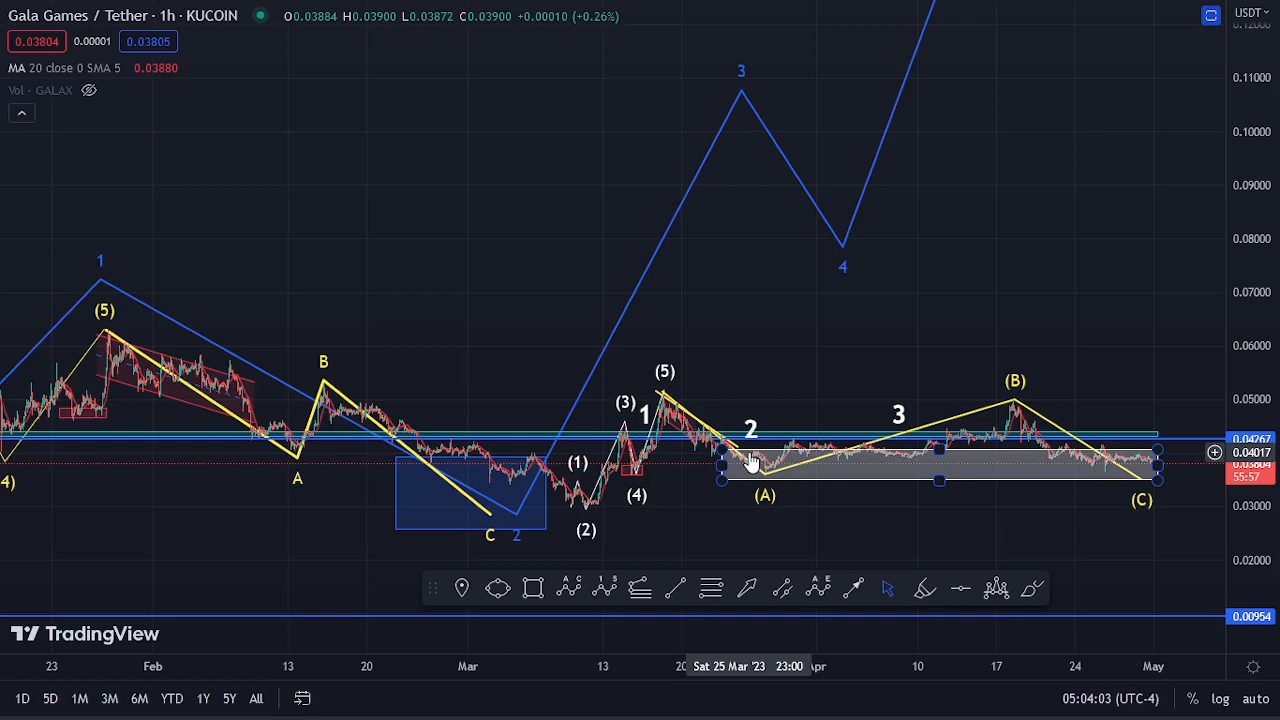 Gala Games / Tether · 1h · KUCOIN O0.03884 H0.03900 L0.03872 C0.03900 +0.00010 (+0.26%) USDT
0.03804 0.00001 0.03805
MA 20 close 0 SMA 5 0.03880
Vol · GALAX
0.12000
0.11000
0.10000
0.09000
0.08000
0.07000
0.06000
0.05000
0.04267
0.04017
0.03804
55:57
0.03000
0.02000
0.00954
3
4
1
(5)
B
A
4)
C
2
(1)
(2)
(3)
(4)
(5)
1
2
3
(A)
(B)
(C)
A C
1 5
A E
TradingView
23 Feb 13 20 Mar 13 20 Sat 25 Mar '23 23:00 Apr 10 17 24 May
1D 5D 1M 3M 6M YTD 1Y 5Y All 05:04:03 (UTC-4) % log auto